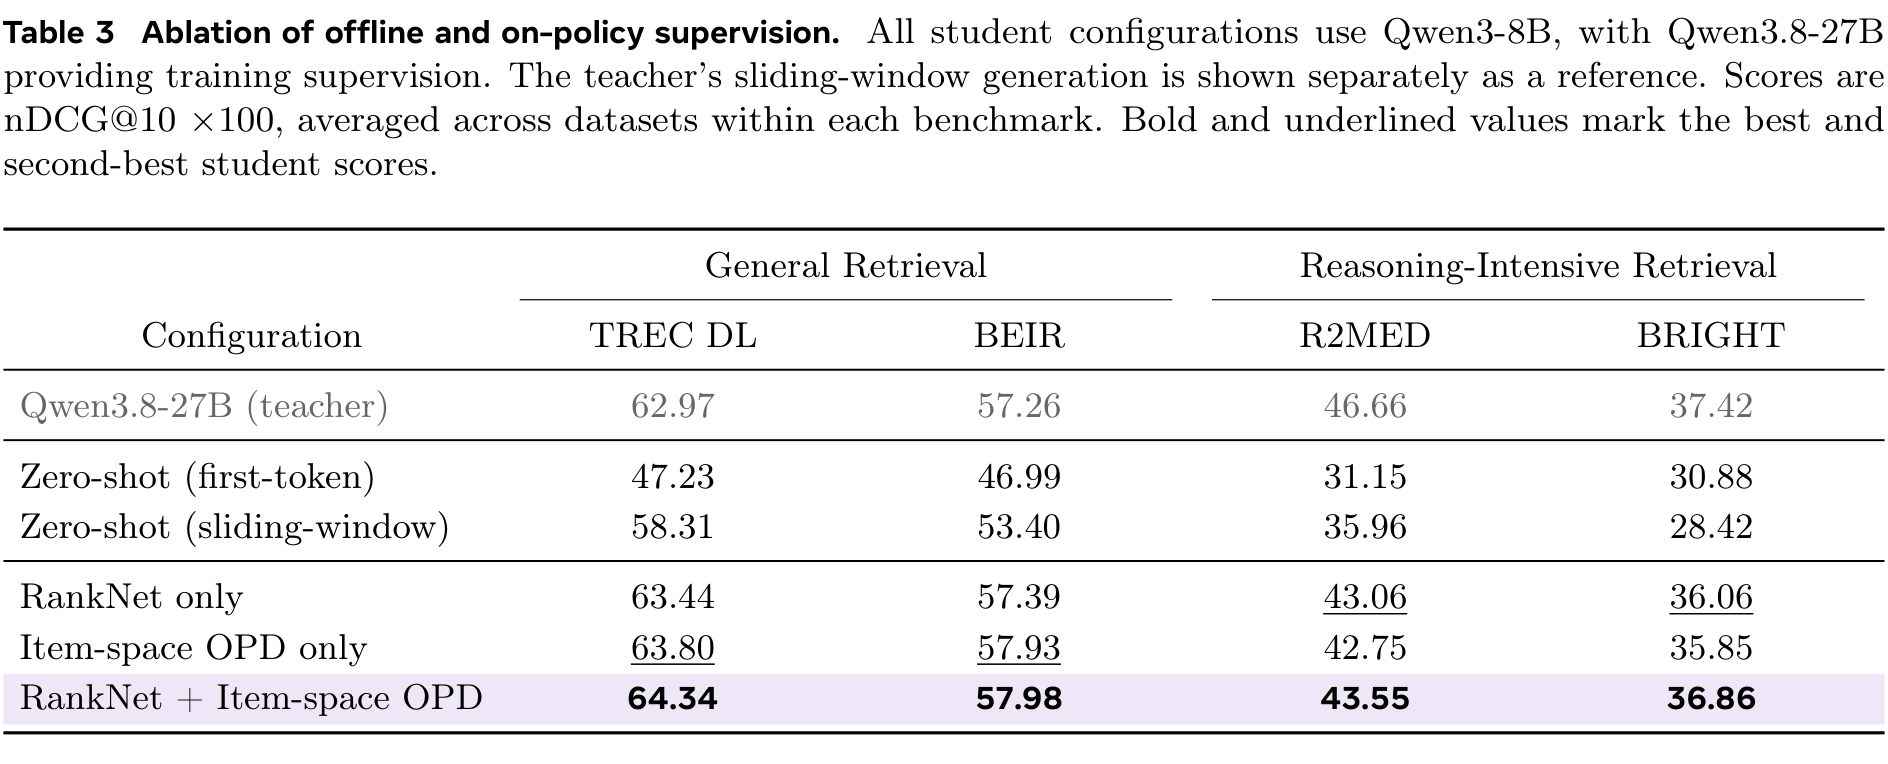 Table 3 Ablation of offline and on-policy supervision. All student configurations use Qwen3-8B, with Qwen3.8-27B
providing training supervision. The teacher's sliding-window generation is shown separately as a reference. Scores are
nDCG@10 ×100, averaged across datasets within each benchmark. Bold and underlined values mark the best and
second-best student scores.
General Retrieval Reasoning-Intensive Retrieval
Configuration TREC DL BEIR R2MED BRIGHT
Qwen3.8-27B (teacher) 62.97 57.26 46.66 37.42
Zero-shot (first-token) 47.23 46.99 31.15 30.88
Zero-shot (sliding-window) 58.31 53.40 35.96 28.42
RankNet only 63.44 57.39 43.06 36.06
Item-space OPD only 63.80 57.93 42.75 35.85
RankNet + Item-space OPD 64.34 57.98 43.55 36.86